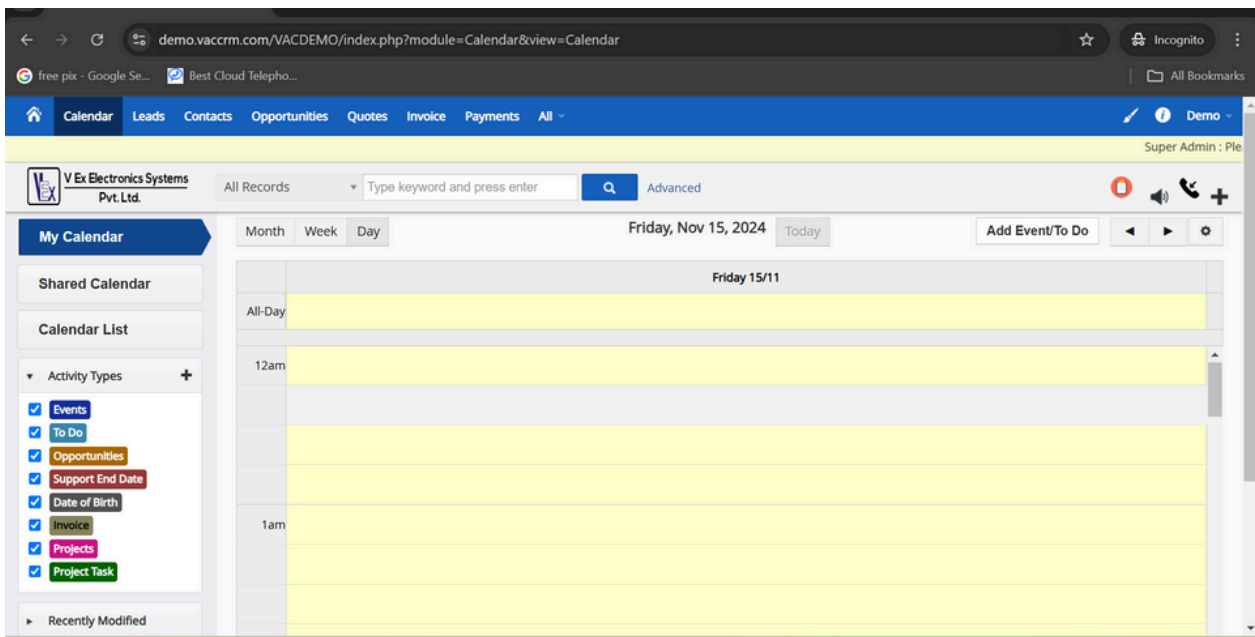 demo.vaccrm.com/VACDEMO/index.php?module=Calendar&view=Calendar
Incognito
free pix - Google Se...
Best Cloud Telepho...
All Bookmarks
Calendar Leads Contacts Opportunities Quotes Invoice Payments All
Demo
Super Admin : Ple
VEX
V Ex Electronics Systems
Pvt. Ltd.
All Records
Type keyword and press enter
Advanced
My Calendar
Month Week Day
Friday, Nov 15, 2024
Today
Add Event/To Do
Shared Calendar
Calendar List
Activity Types
Events
To Do
Opportunities
Support End Date
Date of Birth
Invoice
Projects
Project Task
Recently Modified
Friday 15/11
All-Day
12am
1am